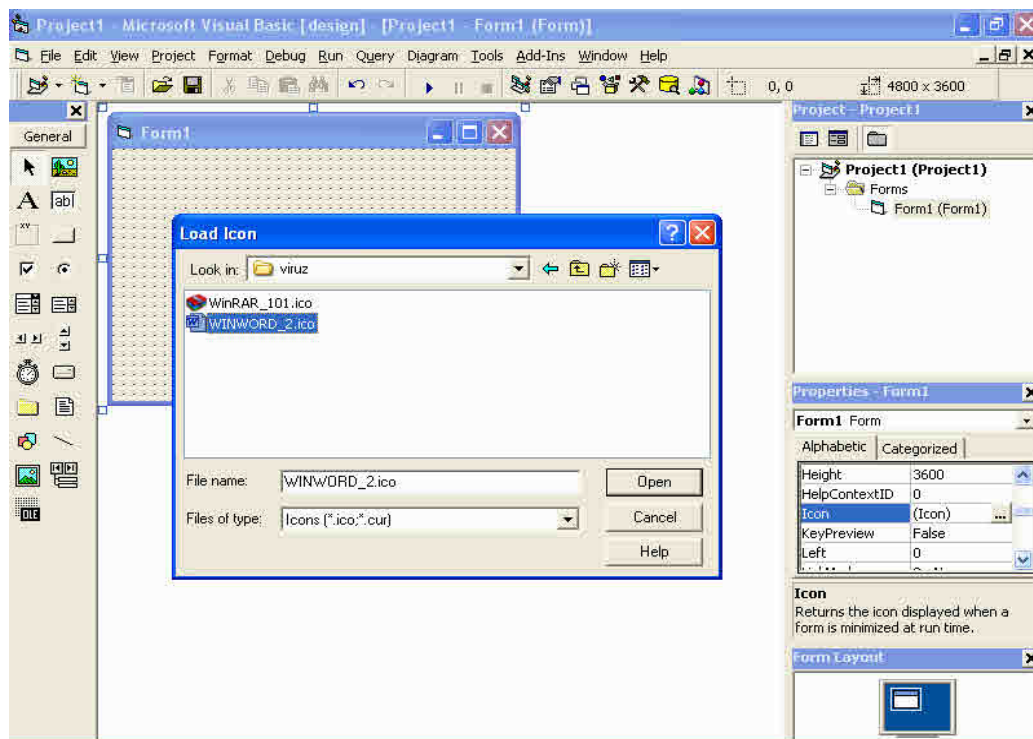 Project1 - Microsoft Visual Basic [design] - [Project1 - Form1 (Form)]
File Edit View Project Format Debug Run Query Diagram Tools Add-Ins Window Help
0, 0 4800 x 3600
General
A abl
xy
OLE
Form1
Load Icon
Look in: viruz
WinRAR_101.ico
WINWORD_2.ico
File name: WINWORD_2.ico Open
Files of type: Icons (*.ico;*.cur) Cancel
Help
Project - Project1
Project1 (Project1)
Forms
Form1 (Form1)
Properties - Form1
Form1 Form
Alphabetic Categorized
Height 3600
HelpContextID 0
Icon (Icon) ...
KeyPreview False
Left 0
Icon
Returns the icon displayed when a
form is minimized at run time.
Form Layout